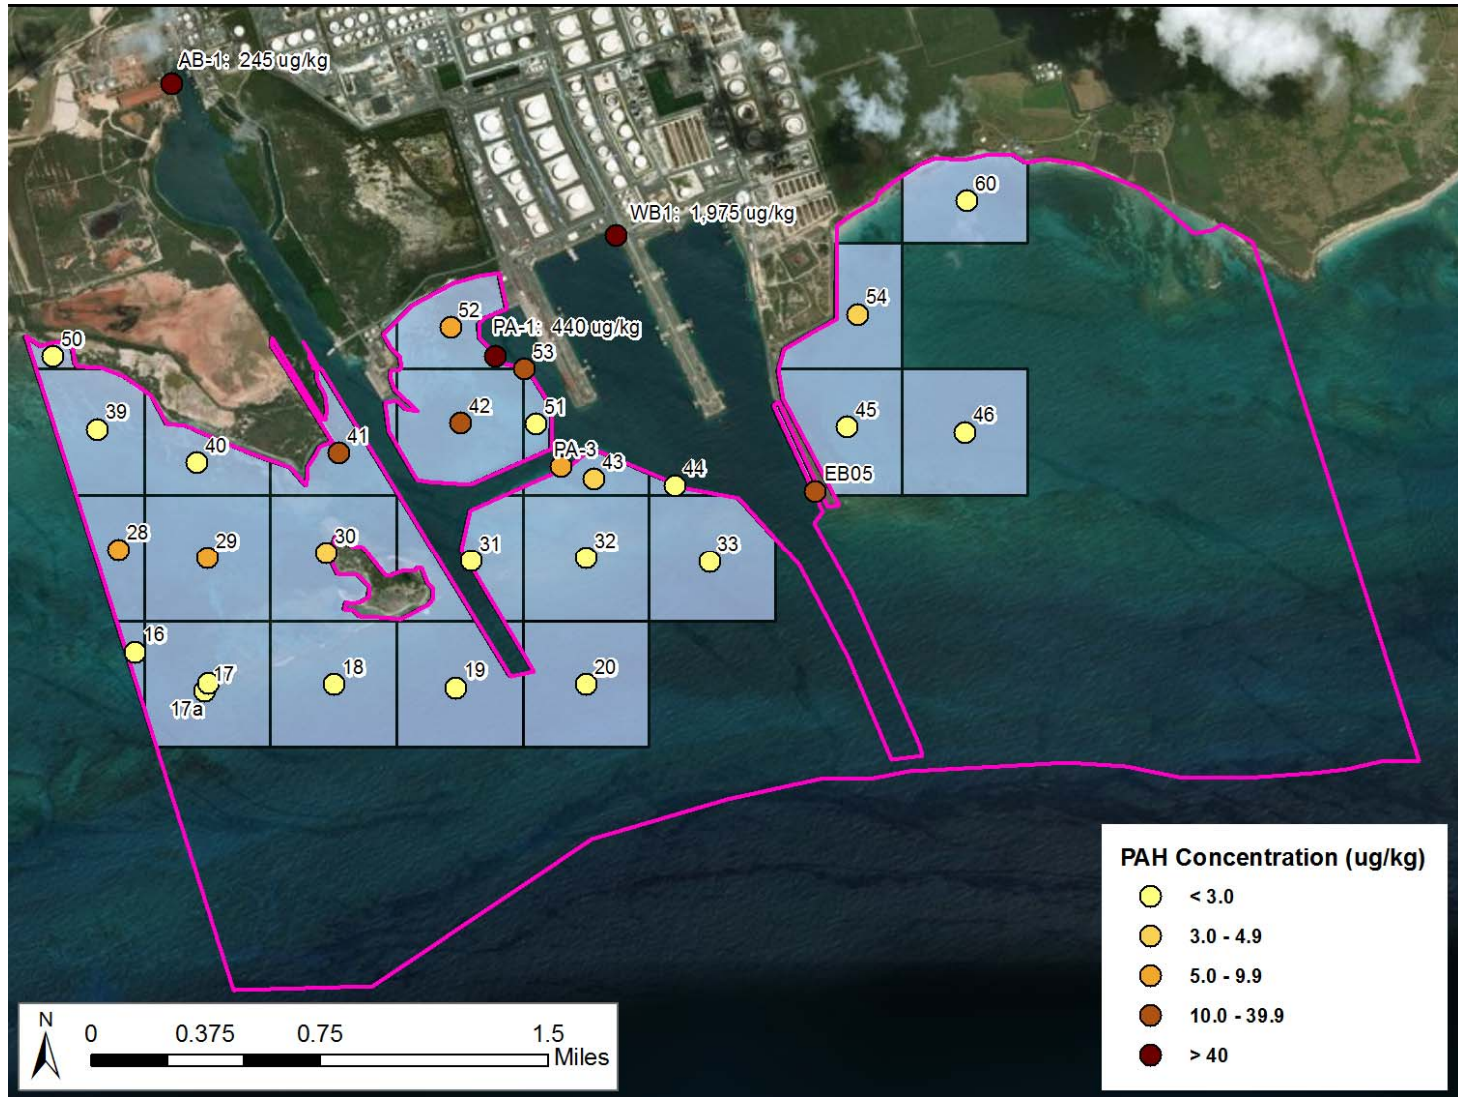 AB-1: 245 ug/kg
60
WB1: 1,975 ug/kg
54
52
PA-1: 440 ug/kg
50
53
39
42
51
45
46
40
41
PA-3
43
44
EB05
28
29
30
31
32
33
16
17
17a
18
19
20
PAH Concentration (ug/kg)
< 3.0
3.0 - 4.9
5.0 - 9.9
10.0 - 39.9
> 40
N
0 0.375 0.75 1.5
Miles